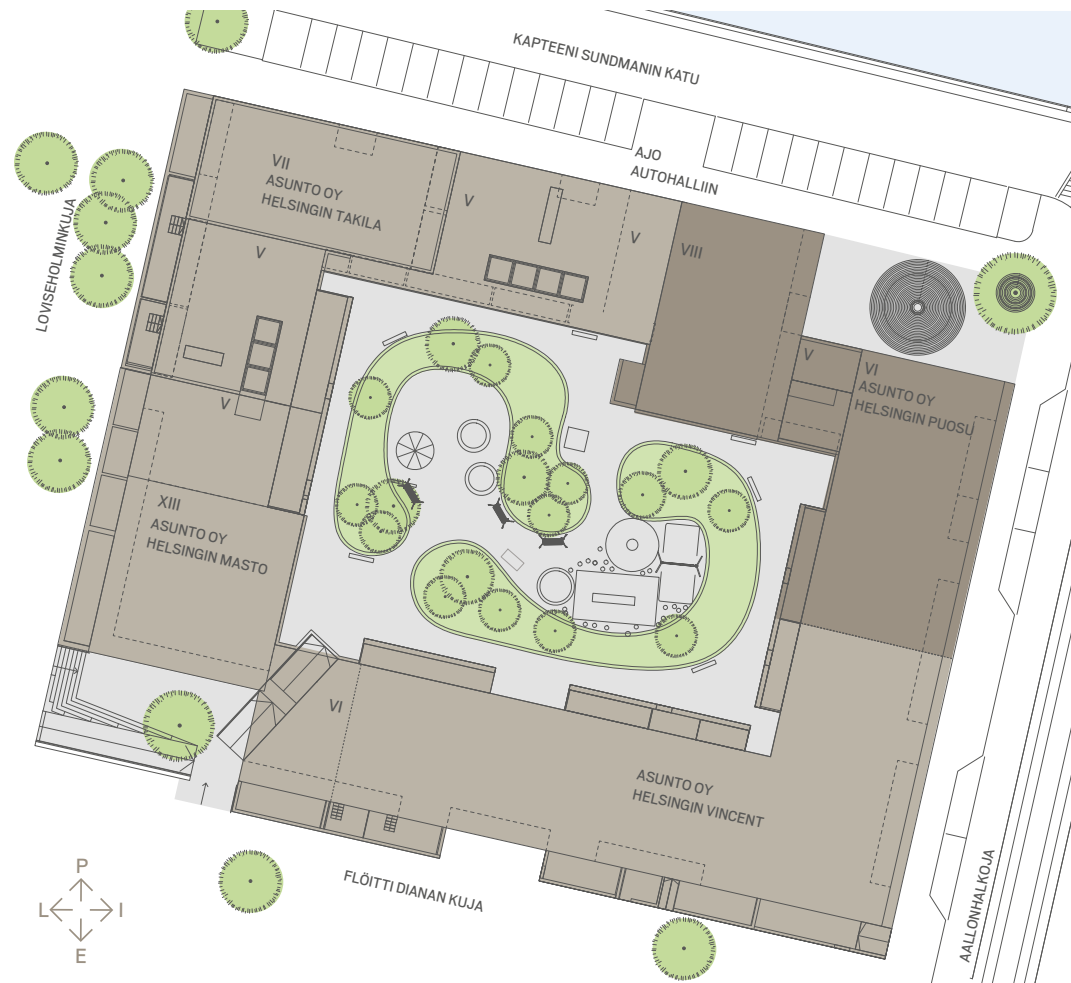 KAPTEENI SUNDMANIN KATU
AJO
AUTOHALLIIN
VII
ASUNTO OY
HELSINGIN TAKILA
V
V
VIII
V
LOVISEHOLMINKUJA
V
VI
ASUNTO OY
HELSINGIN PUOSU
V
XIII
ASUNTO OY
HELSINGIN MASTO
VI
ASUNTO OY
HELSINGIN VINCENT
FLÖITTI DIANAN KUJA
AALLONHALKOJA
P
L I
E